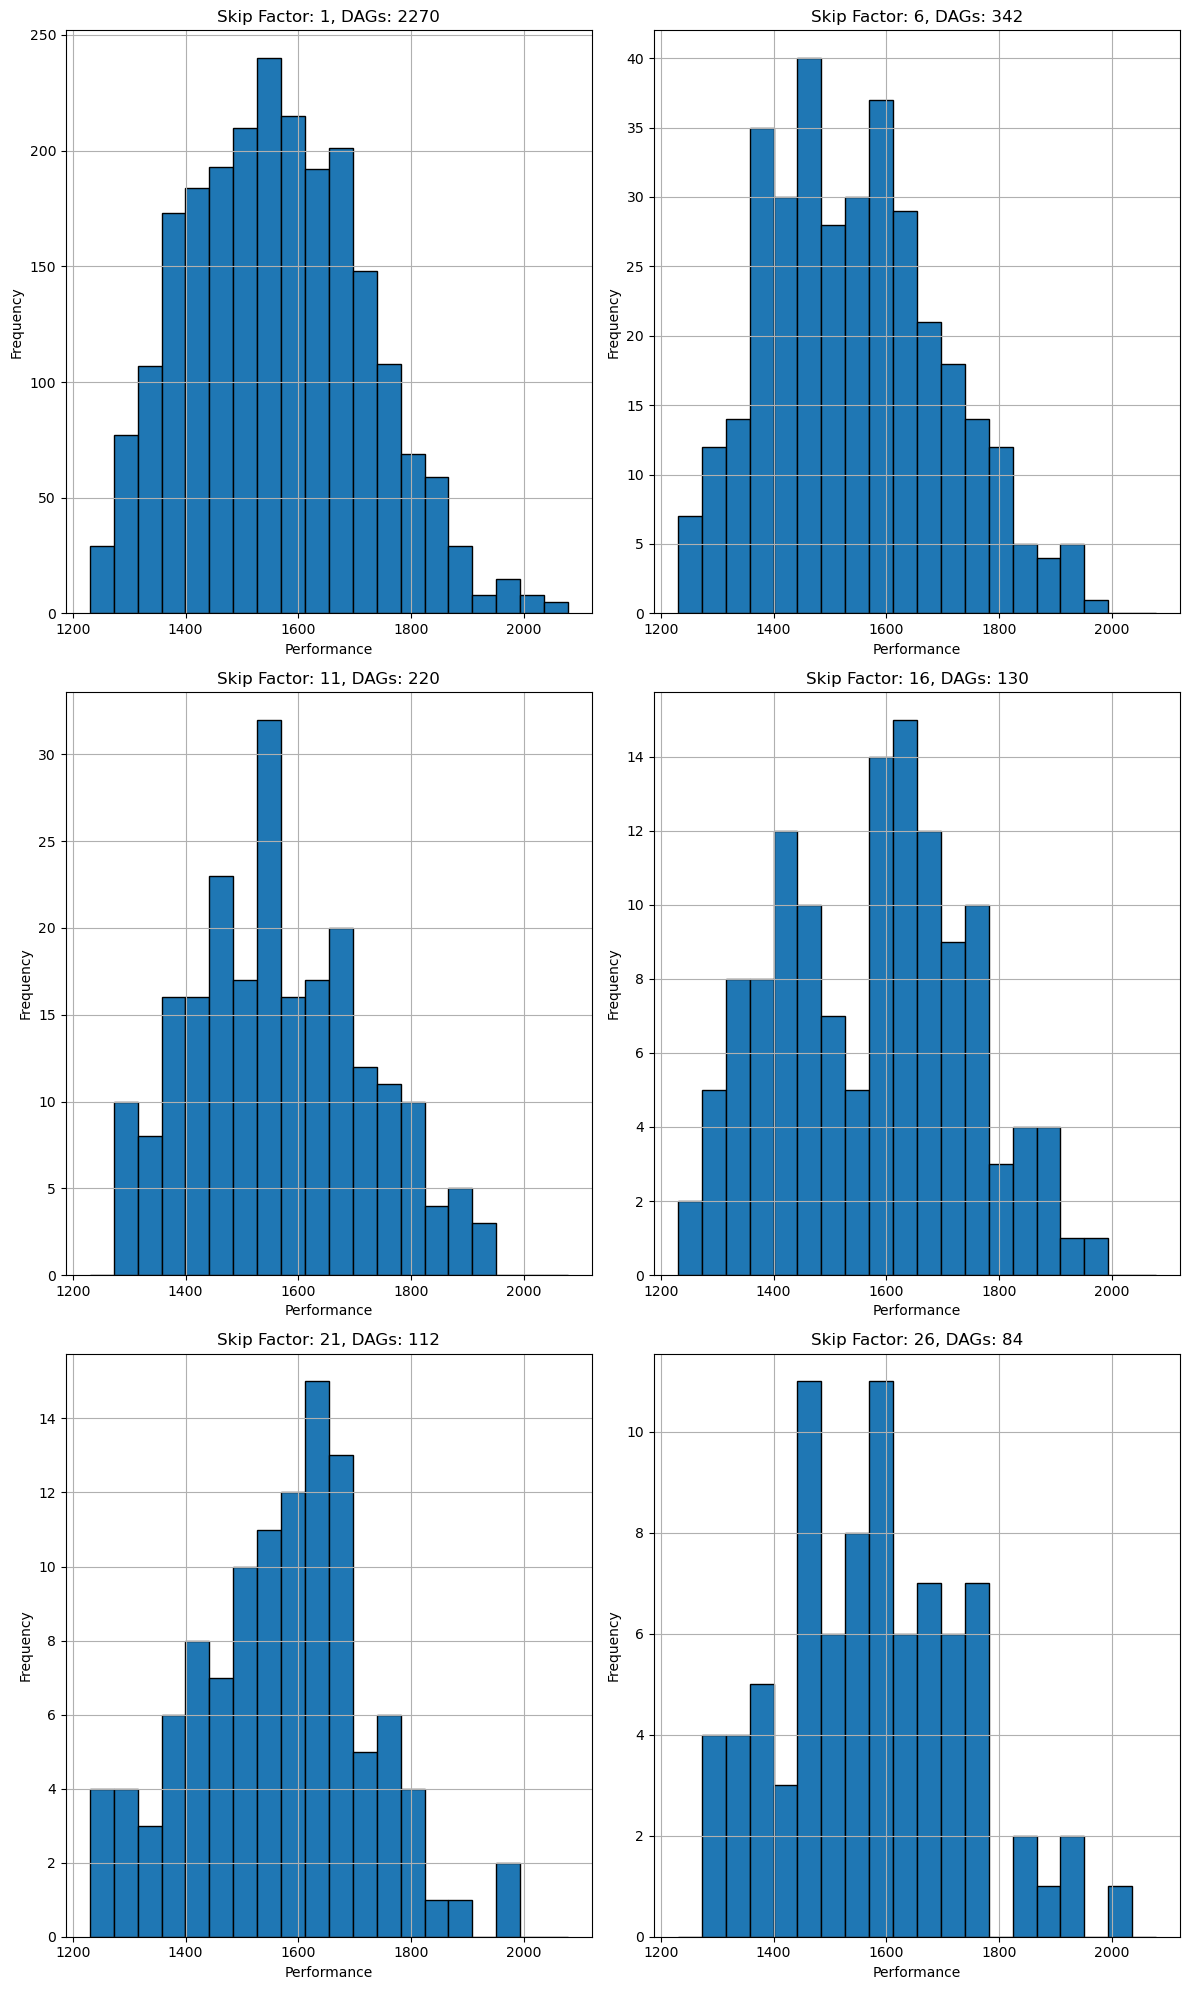 Skip Factor: 1, DAGs: 2270
250
200
150
100
50
0
Frequency
1200 1400 1600 1800 2000
Performance
Skip Factor: 6, DAGs: 342
40
35
30
25
20
15
10
5
0
Frequency
1200 1400 1600 1800 2000
Performance
Skip Factor: 11, DAGs: 220
30
25
20
15
10
5
0
Frequency
1200 1400 1600 1800 2000
Performance
Skip Factor: 16, DAGs: 130
14
12
10
8
6
4
2
0
Frequency
1200 1400 1600 1800 2000
Performance
Skip Factor: 21, DAGs: 112
14
12
10
8
6
4
2
0
Frequency
1200 1400 1600 1800 2000
Performance
Skip Factor: 26, DAGs: 84
10
8
6
4
2
0
Frequency
1200 1400 1600 1800 2000
Performance